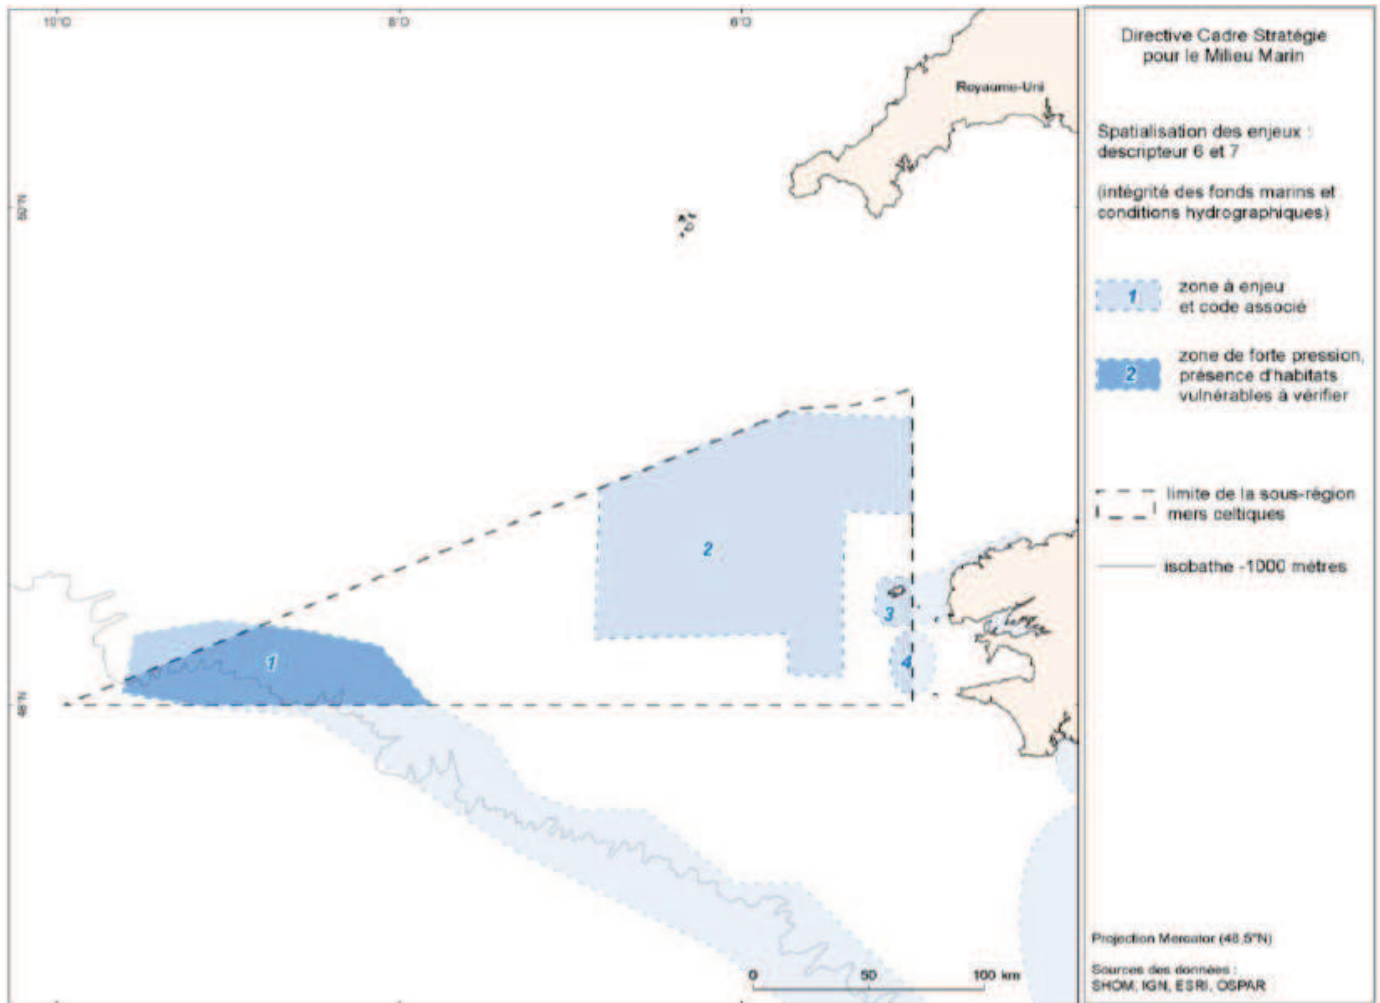 10°O
8°O
6°O
50°N
48°N
Royaume-Uni
1
2
3
4
0
50
100 km
Directive Cadre Stratégie
pour le Milieu Marin
Spatialisation des enjeux :
descripteur 6 et 7
(intégrité des fonds marins et
conditions hydrographiques)
1
zone à enjeu
et code associé
2
zone de forte pression,
présence d'habitats
vulnérables à vérifier
limite de la sous-région
mers celtiques
isobathe -1000 mètres
Projection Mercator (48,5°N)
Sources des données :
SHOM, IGN, ESRI, OSPAR